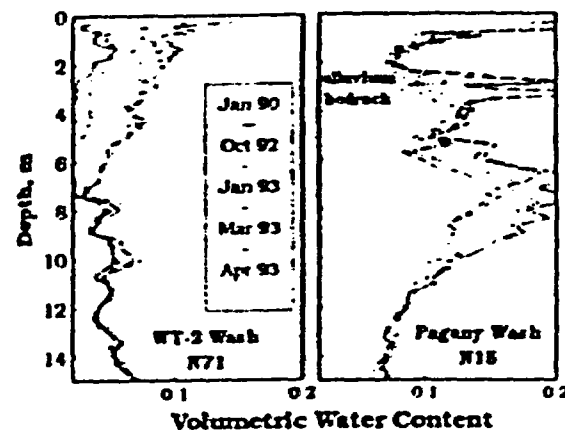 0
2
4
6
8
10
12
14
Depth, m
Jan 90
Oct 92
Jan 93
Mar 93
Apr 93
WT-2 Wash
N71
alluvium
bedrock
Pagany Wash
N15
0.1
0.2
0.1
0.2
Volumetric Water Content